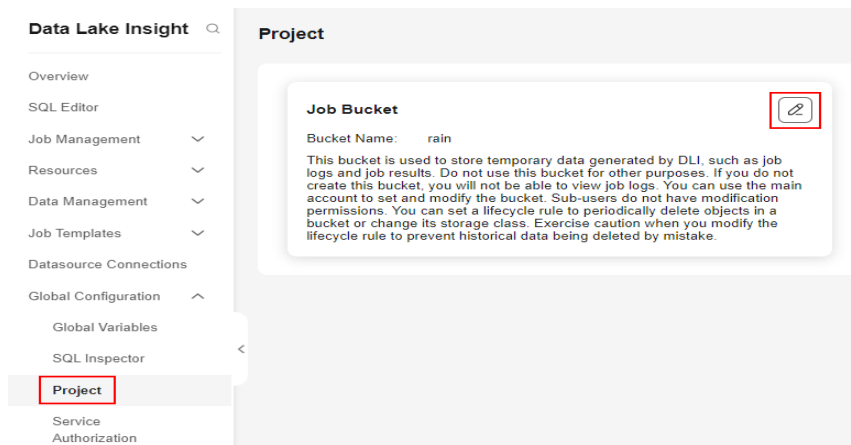 Data Lake Insight
Overview
SQL Editor
Job Management
Resources
Data Management
Job Templates
Datasource Connections
Global Configuration
Global Variables
SQL Inspector
Project
Service
Authorization
Project
Job Bucket
Bucket Name: rain
This bucket is used to store temporary data generated by DLI, such as job
logs and job results. Do not use this bucket for other purposes. If you do not
create this bucket, you will not be able to view job logs. You can use the main
account to set and modify the bucket. Sub-users do not have modification
permissions. You can set a lifecycle rule to periodically delete objects in a
bucket or change its storage class. Exercise caution when you modify the
lifecycle rule to prevent historical data being deleted by mistake.